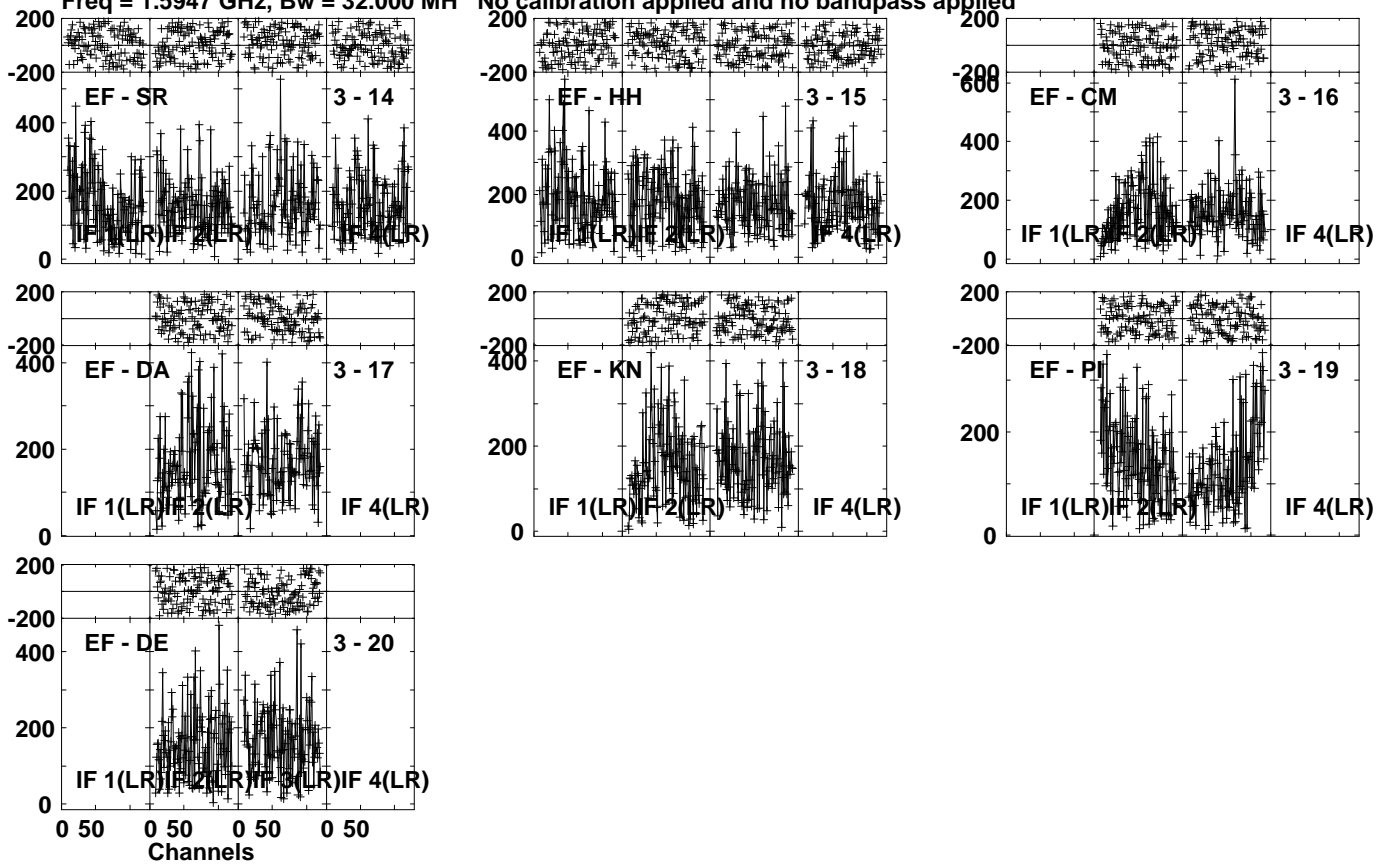 Freq = 1.5947 GHz, Bw = 32.000 MH No calibration applied and no bandpass applied
200 200 200
-200 -200
EF - SR 3 - 14 EF - HH 3 - 15 600 EF - CM 3 - 16
400 400 400
200 200 200
IF 1(LR) IF 2(LR) IF 4(LR) IF 1(LR) IF 2(LR) IF 4(LR) IF 1(LR) IF 2(LR) IF 4(LR)
0 0 0
200 200 200
-200 -200 -200
400 EF - DA 3 - 17 400 EF - KN 3 - 18 EF - PI 3 - 19
200 200 200
IF 1(LR) IF 2(LR) IF 4(LR) IF 1(LR) IF 2(LR) IF 4(LR) IF 1(LR) IF 2(LR) IF 4(LR)
0 0 0
200
-200
EF - DE 3 - 20
400
200
IF 1(LR) IF 2(LR) IF 3(LR) IF 4(LR)
0
0 50 0 50 0 50 0 50
Channels